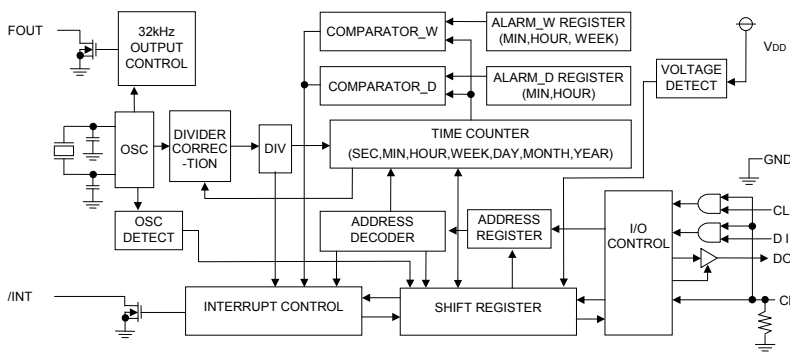 FOUT
32kHz
OUTPUT
CONTROL
COMPARATOR_W
ALARM_W REGISTER
(MIN,HOUR, WEEK)
COMPARATOR_D
ALARM_D REGISTER
(MIN,HOUR)
VDD
VOLTAGE
DETECT
OSC
DIVIDER
CORREC
-TION
DIV
TIME COUNTER
(SEC,MIN,HOUR,WEEK,DAY,MONTH,YEAR)
GND
OSC
DETECT
ADDRESS
DECODER
ADDRESS
REGISTER
I/O
CONTROL
CL
D I
DO
/INT
INTERRUPT CONTROL
SHIFT REGISTER